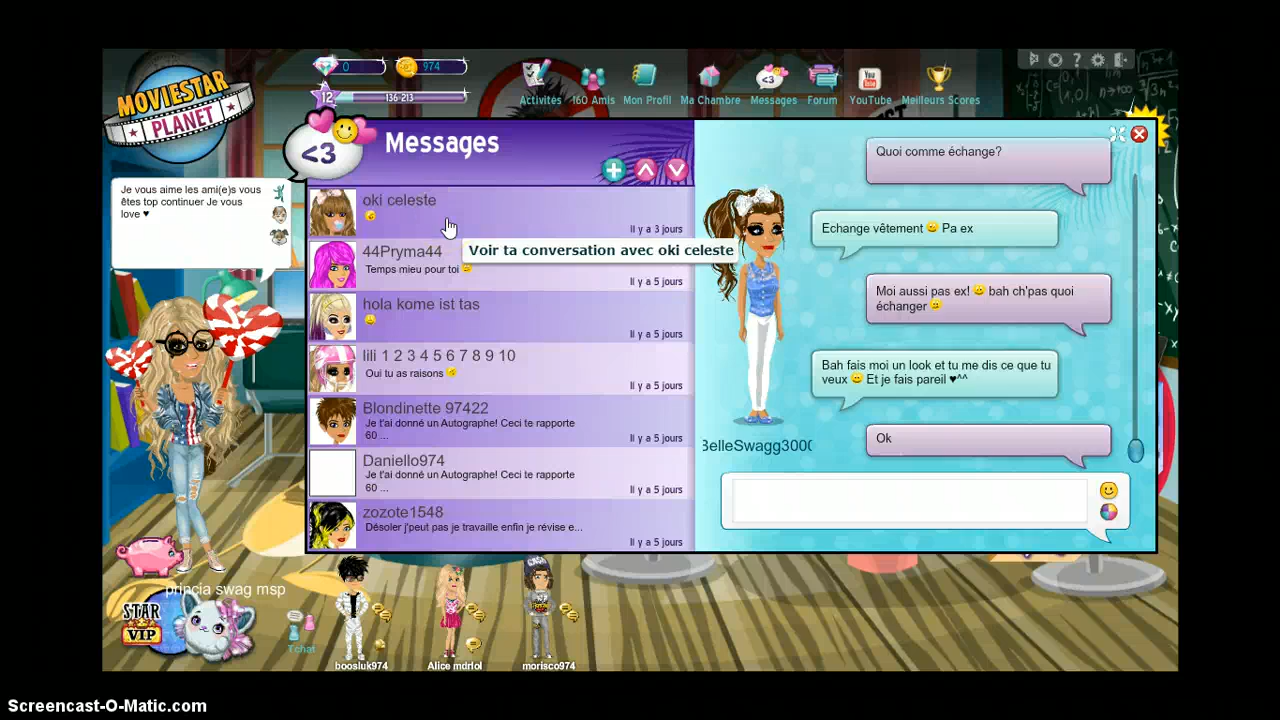 MOVIESTAR
PLANET
0
974
12
136 213
Activités
160 Amis
Mon Profil
Ma Chambre
<3
Messages
Forum
You
Tube
YouTube
Meilleurs Scores
?
<3
Messages
Je vous aime les ami(e)s vous
êtes top continuer Je vous
love ♥
oki celeste
Il y a 3 jours
Voir ta conversation avec oki celeste
44Pryma44
Temps mieu pour toi
Il y a 5 jours
hola kome ist tas
Il y a 5 jours
lili 1 2 3 4 5 6 7 8 9 10
Oui tu as raisons
Il y a 5 jours
Blondinette 97422
Je t'ai donné un Autographe! Ceci te rapporte
60 ...
Il y a 5 jours
Daniello974
Je t'ai donné un Autographe! Ceci te rapporte
60 ...
Il y a 5 jours
zozote1548
Désoler j'peut pas je travaille enfin je révise e...
Il y a 5 jours
Quoi comme échange?
Echange vêtement Pa ex
Moi aussi pas ex! bah ch'pas quoi
échanger
Bah fais moi un look et tu me dis ce que tu
veux Et je fais pareil ♥^^
Ok
BelleSwagg3000
princia swag msp
STAR
VIP
Tchat
boosluk974
Alice mdrlol
morisco974
Screencast-O-Matic.com